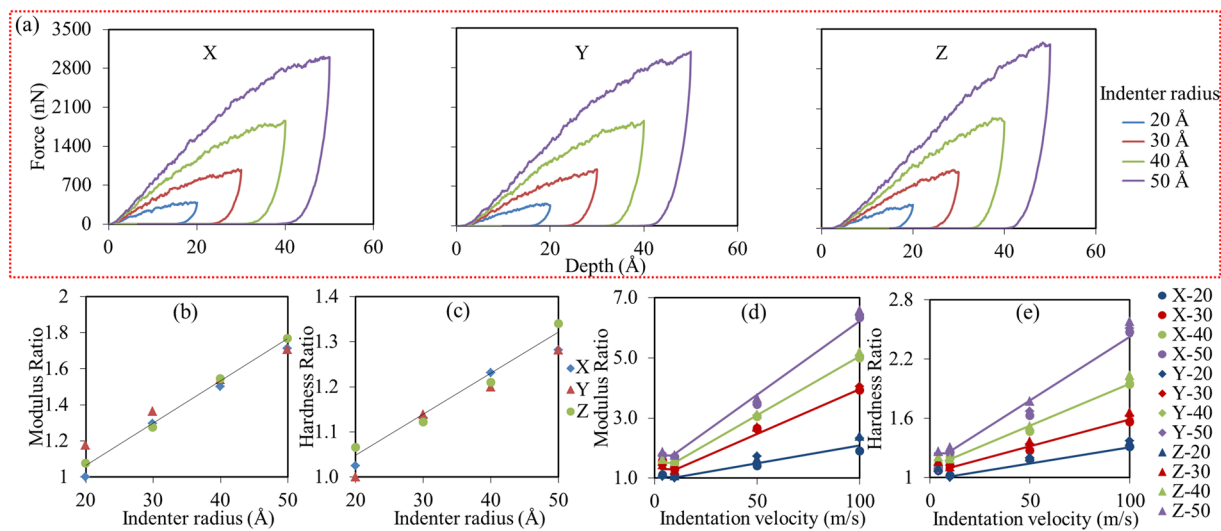 (a)
X
Y
Z
Force (nN)
3500
2800
2100
1400
700
0
0 20 40 60
0 20 40 60
0 20 40 60
Depth (Å)
Indenter radius
20 Å
30 Å
40 Å
50 Å
(b)
Modulus Ratio
2
1.8
1.6
1.4
1.2
1
20 30 40 50
Indenter radius (Å)
(c)
Hardness Ratio
1.4
1.3
1.2
1.1
1.0
20 30 40 50
Indenter radius (Å)
X
Y
Z
(d)
Modulus Ratio
7.0
5.0
3.0
1.0
0 50 100
Indentation velocity (m/s)
(e)
Hardness Ratio
2.8
2.2
1.6
1
0 50 100
Indentation velocity (m/s)
X-20
X-30
X-40
X-50
Y-20
Y-30
Y-40
Y-50
Z-20
Z-30
Z-40
Z-50